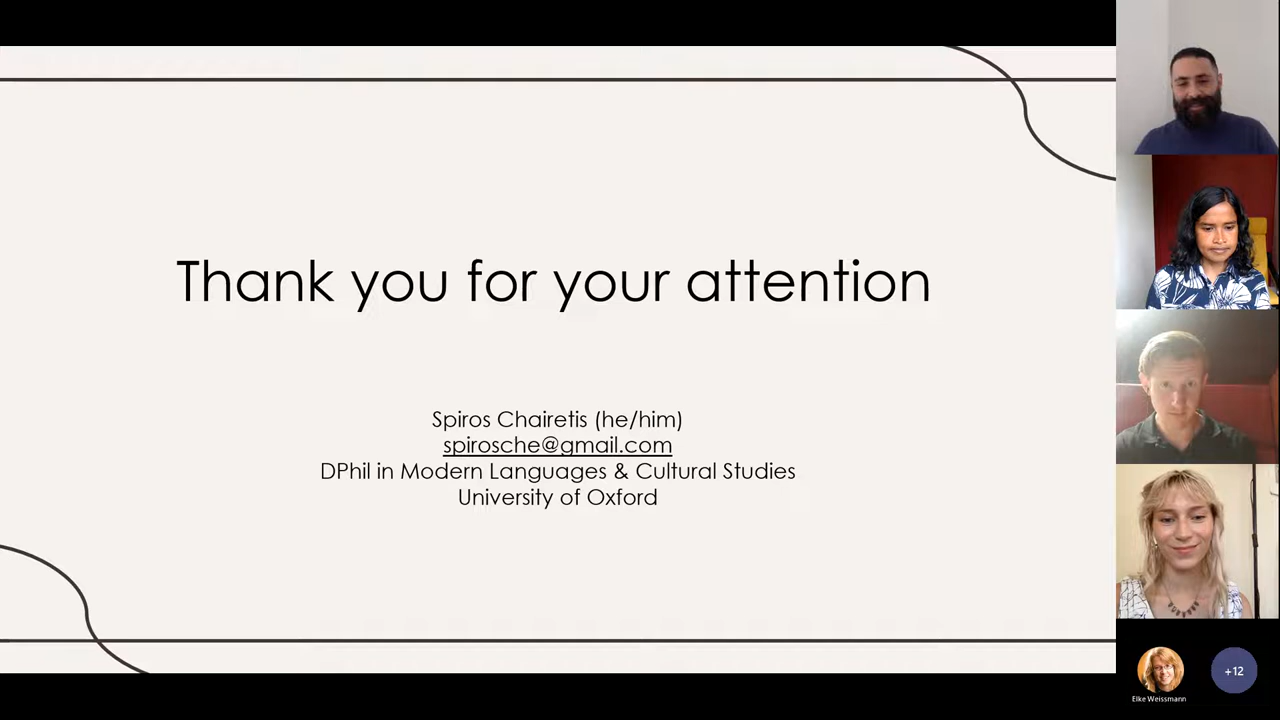 Thank you for your attention
Spiros Chairetis (he/him)
spirosche@gmail.com
DPhil in Modern Languages & Cultural Studies
University of Oxford
Elke Weissmann
+12